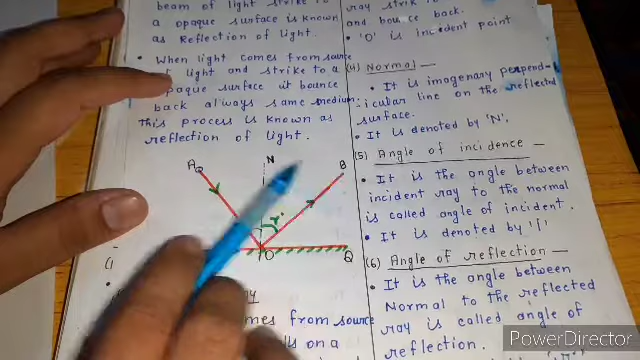 beam of light strike to
a opaque surface is known
as Reflection of light.
• When light comes from source
of light and strike to a
opaque surface it bounce
back always same medium
this process is known as
reflection of light.
A
N
B
r
O
Q
omes from source
on a
ray strik
and bounce back.
• 'O' is incident point
(4) Normal
• It is imagenary perpend-
icular line on the reflected
surface.
• It is denoted by 'N'.
(5) Angle of incidence —
• It is the angle between
incident ray to the normal
is called angle of incident.
• It is denoted by 'i'
(6) Angle of reflection —
• It is the angle between
Normal to the reflected
ray is called angle of
reflection.
PowerDirector